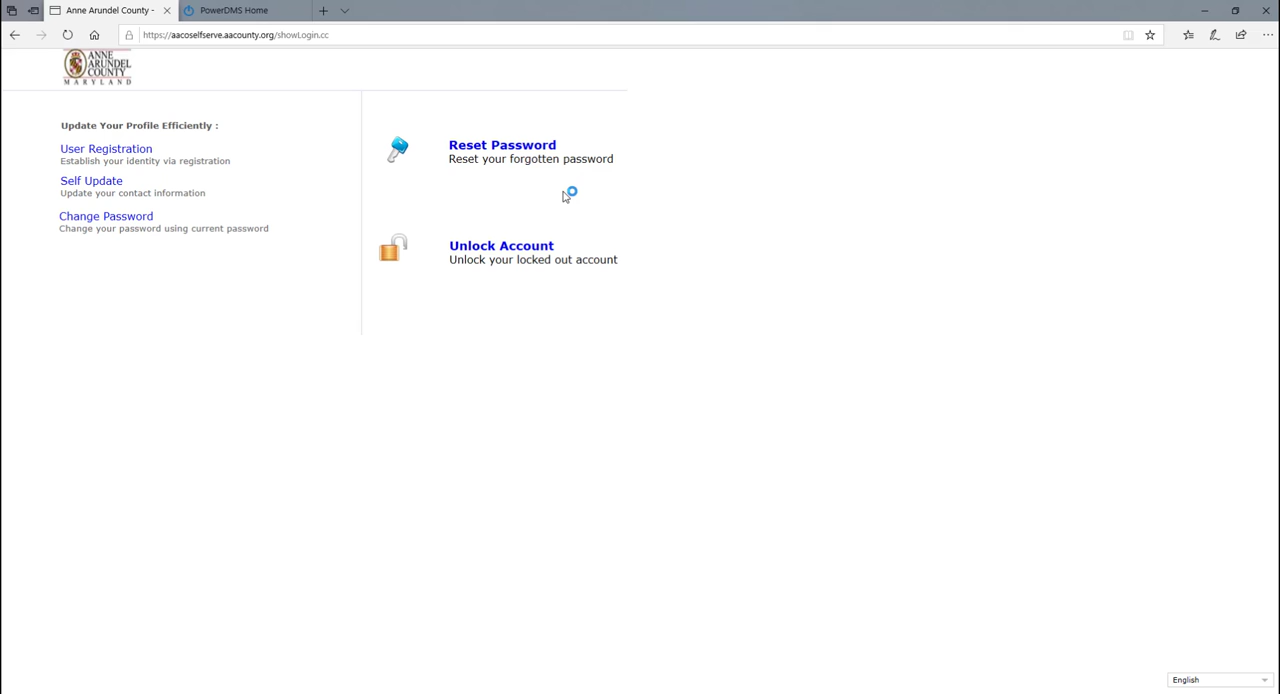 Anne Arundel County -
PowerDMS Home
https://aacoselfserve.aacounty.org/showLogin.cc
ANNE
ARUNDEL
COUNTY
MARYLAND
Update Your Profile Efficiently :
User Registration
Establish your identity via registration
Self Update
Update your contact information
Change Password
Change your password using current password
Reset Password
Reset your forgotten password
Unlock Account
Unlock your locked out account
English